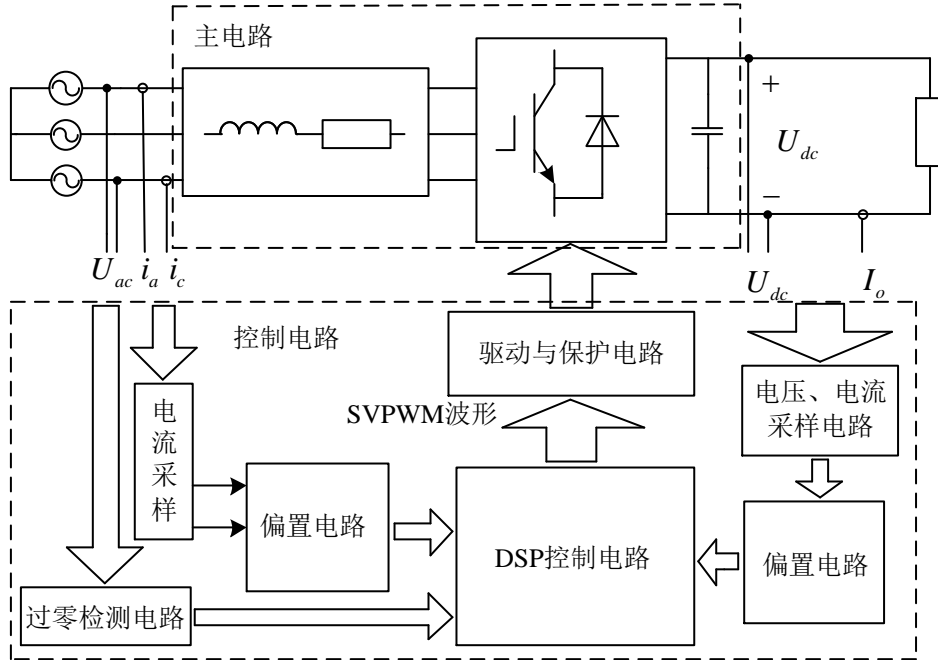 主电路
+
U_dc
−
U_ac i_a i_c
U_dc
I_o
控制电路
驱动与保护电路
电压、电流
采样电路
电
流
采
样
SVPWM波形
偏置电路
DSP控制电路
偏置电路
过零检测电路